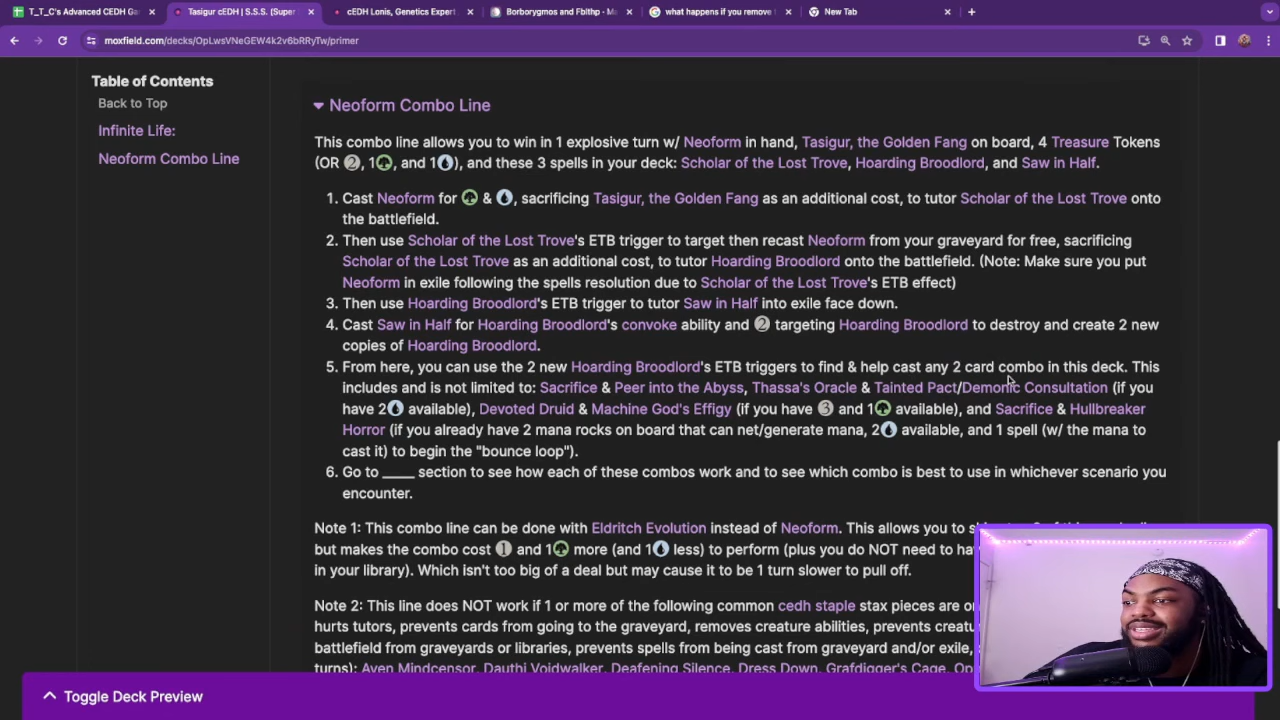 T_T_C's Advanced CEDH Ga
Tasigur cEDH | S.S.S. (Super
cEDH Lonis, Genetics Expert
Borborygmos and Fblthp - Ma
what happens if you remove
New Tab
moxfield.com/decks/OpLwsVNeGEW4k2v6bRRyTw/primer
Table of Contents
Back to Top
Infinite Life:
Neoform Combo Line
Neoform Combo Line
This combo line allows you to win in 1 explosive turn w/ Neoform in hand, Tasigur, the Golden Fang on board, 4 Treasure Tokens
(OR 2, 1, and 1), and these 3 spells in your deck: Scholar of the Lost Trove, Hoarding Broodlord, and Saw in Half.
1. Cast Neoform for & , sacrificing Tasigur, the Golden Fang as an additional cost, to tutor Scholar of the Lost Trove onto
the battlefield.
2. Then use Scholar of the Lost Trove's ETB trigger to target then recast Neoform from your graveyard for free, sacrificing
Scholar of the Lost Trove as an additional cost, to tutor Hoarding Broodlord onto the battlefield. (Note: Make sure you put
Neoform in exile following the spells resolution due to Scholar of the Lost Trove's ETB effect)
3. Then use Hoarding Broodlord's ETB trigger to tutor Saw in Half into exile face down.
4. Cast Saw in Half for Hoarding Broodlord's convoke ability and 2 targeting Hoarding Broodlord to destroy and create 2 new
copies of Hoarding Broodlord.
5. From here, you can use the 2 new Hoarding Broodlord's ETB triggers to find & help cast any 2 card combo in this deck. This
includes and is not limited to: Sacrifice & Peer into the Abyss, Thassa's Oracle & Tainted Pact/Demonic Consultation (if you
have 2 available), Devoted Druid & Machine God's Effigy (if you have 3 and 1 available), and Sacrifice & Hullbreaker
Horror (if you already have 2 mana rocks on board that can net/generate mana, 2 available, and 1 spell (w/ the mana to
cast it) to begin the "bounce loop").
6. Go to _____ section to see how each of these combos work and to see which combo is best to use in whichever scenario you
encounter.
Note 1: This combo line can be done with Eldritch Evolution instead of Neoform. This allows you to
but makes the combo cost 1 and 1 more (and 1 less) to perform (plus you do NOT need to ha
in your library). Which isn't too big of a deal but may cause it to be 1 turn slower to pull off.
Note 2: This line does NOT work if 1 or more of the following common cedh staple stax pieces are o
hurts tutors, prevents cards from going to the graveyard, removes creature abilities, prevents creatu
battlefield from graveyards or libraries, prevents spells from being cast from graveyard and/or exile,
turns): Aven Mindcensor, Dauthi Voidwalker, Deafening Silence, Dress Down, Grafdigger's Cage, Op
Toggle Deck Preview